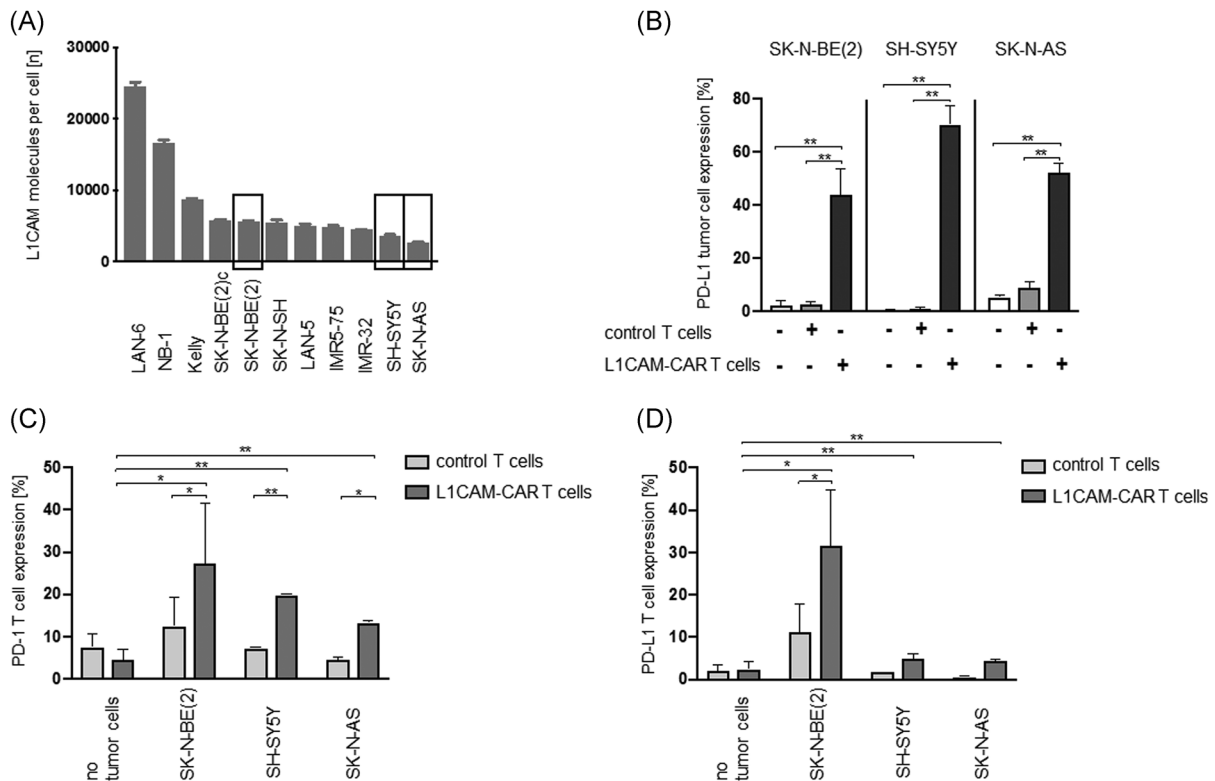 (A)
L1CAM molecules per cell [n]
30000
20000
10000
0
LAN-6
NB-1
Kelly
SK-N-BE(2)c
SK-N-BE(2)
SK-N-SH
LAN-5
IMR5-75
IMR-32
SH-SY5Y
SK-N-AS
(B)
SK-N-BE(2) SH-SY5Y SK-N-AS
PD-L1 tumor cell expression [%]
80
60
40
20
0
** ** **
** ** **
control T cells - + - - + - - + -
L1CAM-CAR T cells - - + - - + - - +
(C)
PD-1 T cell expression [%]
50
40
30
20
10
0
**
**
*
* ** *
control T cells
L1CAM-CAR T cells
no
tumor cells
SK-N-BE(2)
SH-SY5Y
SK-N-AS
(D)
PD-L1 T cell expression [%]
50
40
30
20
10
0
**
**
*
*
control T cells
L1CAM-CAR T cells
no
tumor cells
SK-N-BE(2)
SH-SY5Y
SK-N-AS